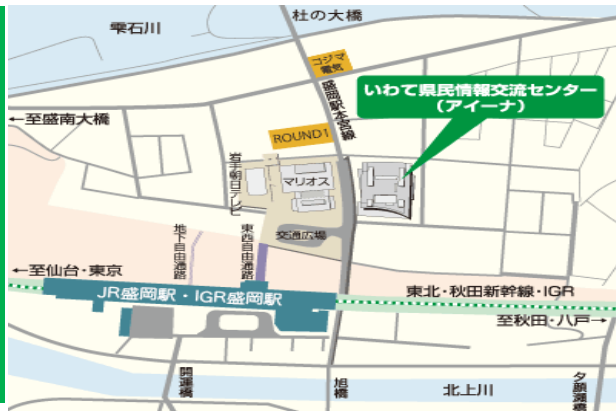 杜の大橋
雫石川
コジマ
電気
盛岡駅本宮線
いわて県民情報交流センター
(アイーナ)
←至盛南大橋
ROUND1
岩手朝日テレビ
マリオス
交通広場
地下自由通路
東西自由通路
←至仙台・東京
JR盛岡駅・IGR盛岡駅
東北・秋田新幹線・IGR
至秋田・八戸→
開運橋
旭橋
北上川
夕顔瀬橋